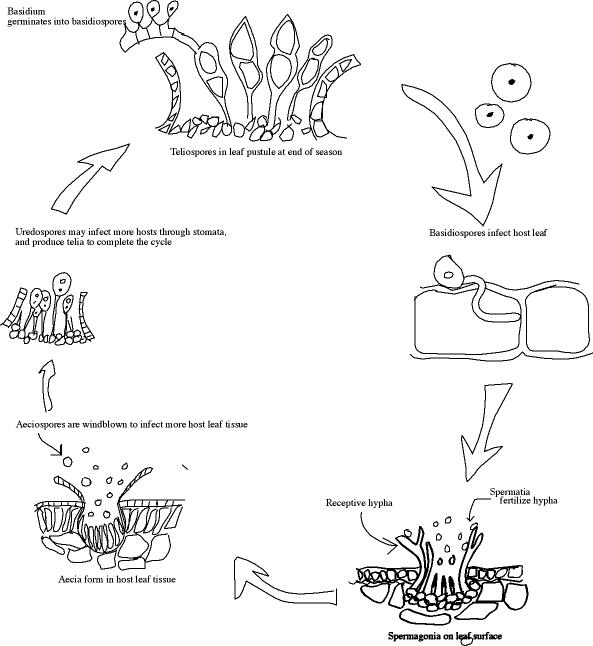 Basidium
germinates into basidiospores
Teliospores in leaf pustule at end of season
Uredospores may infect more hosts through stomata,
and produce telia to complete the cycle
Basidiospores infect host leaf
Aeciospores are windblown to infect more host leaf tissue
Spermatia
fertilize hypha
Receptive hypha
Aecia form in host leaf tissue
Spermagonia on leaf surface